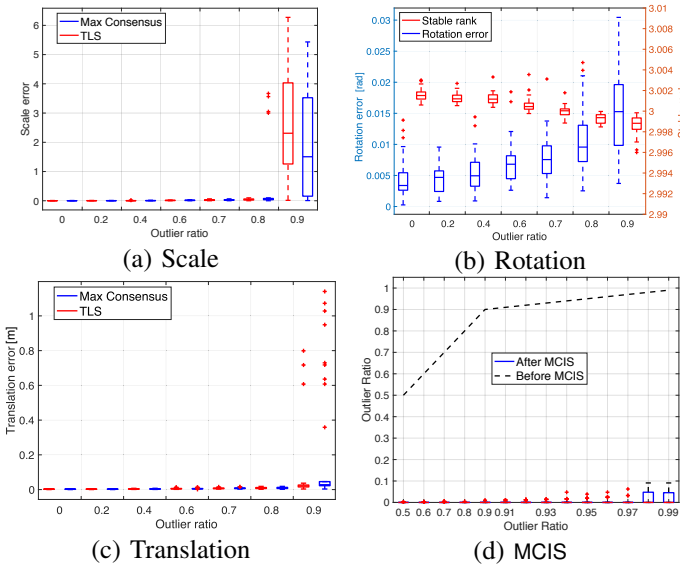 Max Consensus
TLS
Scale error
6
5
4
3
2
1
0
0 0.2 0.4 0.6 0.7 0.8 0.9
Outlier ratio
(a) Scale
Stable rank
Rotation error
Rotation error [rad]
0.03
0.025
0.02
0.015
0.01
0.005
0
3.01
3.008
3.006
3.004
3.002
3
2.998
2.996
2.994
2.992
2.99
0 0.2 0.4 0.6 0.7 0.8 0.9
Outlier ratio
(b) Rotation
Max Consensus
TLS
Translation error [m]
1
0.8
0.6
0.4
0.2
0
0 0.2 0.4 0.6 0.7 0.8 0.9
Outlier ratio
(c) Translation
After MCIS
Before MCIS
Outlier Ratio
1
0.9
0.8
0.7
0.6
0.5
0.4
0.3
0.2
0.1
0
0.5 0.6 0.7 0.8 0.9 0.91 0.93 0.95 0.97 0.99
Outlier Ratio
(d) MCIS